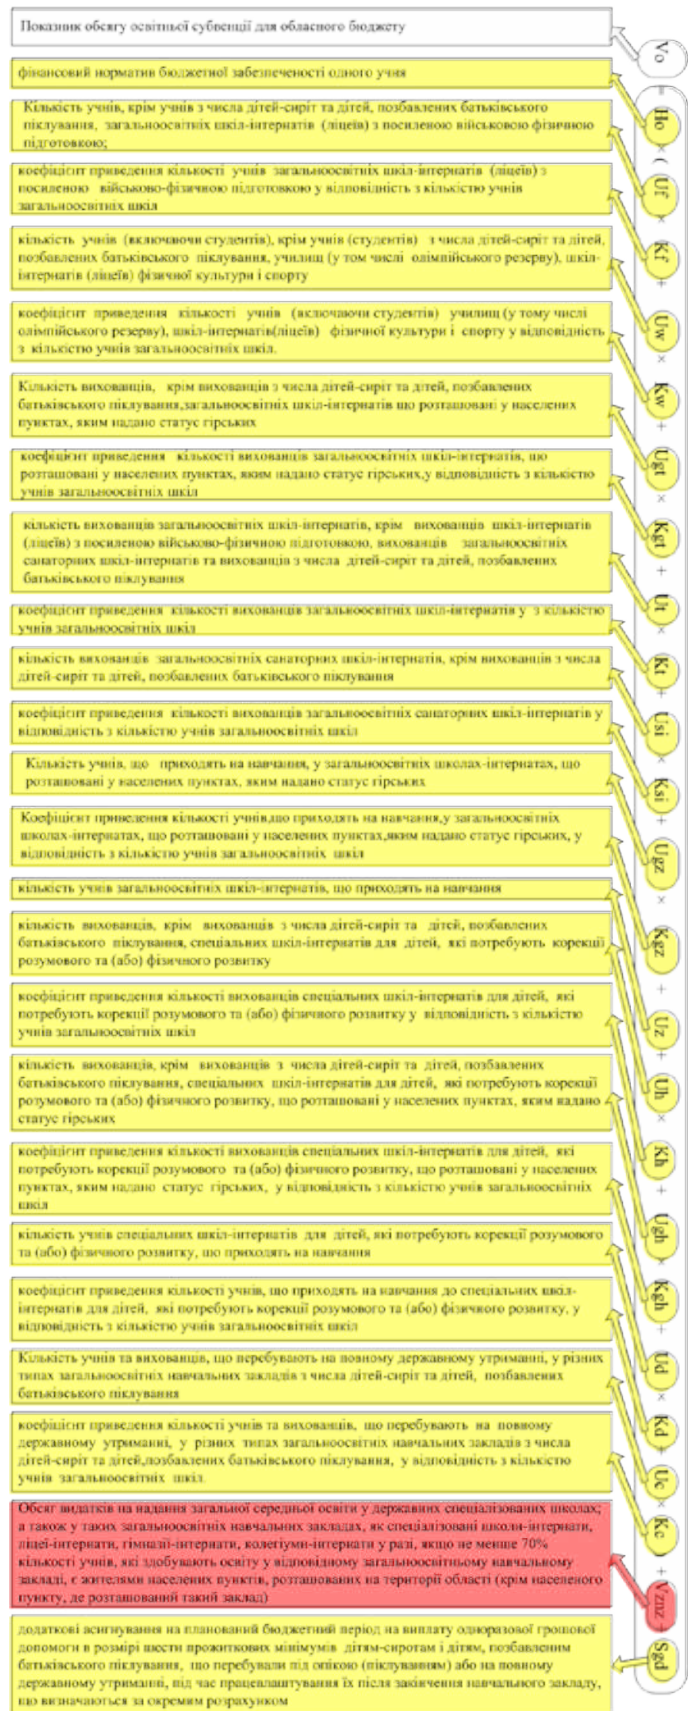 Показник обсягу освітньої субвенції для обласного бюджету
фінансовий норматив бюджетної забезпеченості одного учня
Кількість учнів, крім учнів з числа дітей-сиріт та дітей, позбавлених батьківського
піклування, загальноосвітніх шкіл-інтернатів (ліцеїв) з посиленою військовою фізичною
підготовкою;
коефіцієнт приведення кількості учнів загальноосвітніх шкіл-інтернатів (ліцеїв) з
посиленою військово-фізичною підготовкою у відповідність з кількістю учнів
загальноосвітніх шкіл
кількість учнів (включаючи студентів), крім учнів (студентів) з числа дітей-сиріт та дітей,
позбавлених батьківського піклування, училищ (у том числі олімпійського резерву), шкіл-
інтернатів (ліцеїв) фізичної культури і спорту
коефіцієнт приведення кількості учнів (включаючи студентів) училищ (у тому числі
олімпійського резерву), шкіл-інтернатів(ліцеїв) фізичної культури і спорту у відповідність
з кількістю учнів загальноосвітніх шкіл.
Кількість вихованців, крім вихованців з числа дітей-сиріт та дітей, позбавлених
батьківського піклування,загальноосвітніх шкіл-інтернатів що розташовані у населених
пунктах, яким надано статус гірських
коефіцієнт приведення кількості вихованців загальноосвітніх шкіл-інтернатів, що
розташовані у населених пунктах, яким надано статус гірських,у відповідність з кількістю
учнів загальноосвітніх шкіл
кількість вихованців загальноосвітніх шкіл-інтернатів, крім вихованців шкіл-інтернатів
(ліцеїв) з посиленою військово-фізичною підготовкою, вихованців загальноосвітніх
санаторних шкіл-інтернатів та вихованців з числа дітей-сиріт та дітей, позбавлених
батьківського піклування
коефіцієнт приведення кількості вихованців загальноосвітніх шкіл-інтернатів у з кількістю
учнів загальноосвітніх шкіл
кількість вихованців загальноосвітніх санаторних шкіл-інтернатів, крім вихованців з числа
дітей-сиріт та дітей, позбавлених батьківського піклування
коефіцієнт приведення кількості вихованців загальноосвітніх санаторних шкіл-інтернатів у
відповідність з кількістю учнів загальноосвітніх шкіл
Кількість учнів, що приходять на навчання, у загальноосвітніх школах-інтернатах, що
розташовані у населених пунктах, яким надано статус гірських
Коефіцієнт приведення кількості учнів,що приходять на навчання,у загальноосвітніх
школах-інтернатах, що розташовані у населених пунктах,яким надано статус гірських, у
відповідність з кількістю учнів загальноосвітніх шкіл
кількість учнів загальноосвітніх шкіл-інтернатів, що приходять на навчання
кількість вихованців, крім вихованців з числа дітей-сиріт та дітей, позбавлених
батьківського піклування, спеціальних шкіл-інтернатів для дітей, які потребують корекції
розумового та (або) фізичного розвитку
коефіцієнт приведення кількості вихованців спеціальних шкіл-інтернатів для дітей, які
потребують корекції розумового та (або) фізичного розвитку у відповідність з кількістю
учнів загальноосвітніх шкіл
кількість вихованців, крім вихованців з числа дітей-сиріт та дітей, позбавлених
батьківського піклування, спеціальних шкіл-інтернатів для дітей, які потребують корекції
розумового та (або) фізичного розвитку, що розташовані у населених пунктах, яким надано
статус гірських
коефіцієнт приведення кількості вихованців спеціальних шкіл-інтернатів для дітей, які
потребують корекції розумового та (або) фізичного розвитку, що розташовані у населених
пунктах, яким надано статус гірських, у відповідність з кількістю учнів загальноосвітніх
шкіл
кількість учнів спеціальних шкіл-інтернатів для дітей, які потребують корекції розумового
та (або) фізичного розвитку, що приходять на навчання
коефіцієнт приведення кількості учнів, що приходять на навчання до спеціальних шкіл-
інтернатів для дітей, які потребують корекції розумового та (або) фізичного розвитку, у
відповідність з кількістю учнів загальноосвітніх шкіл
Кількість учнів та вихованців, що перебувають на повному державному утриманні, у різних
типах загальноосвітніх навчальних закладів з числа дітей-сиріт та дітей, позбавлених
батьківського піклування
коефіцієнт приведення кількості учнів та вихованців, що перебувають на повному
державному утриманні, у різних типах загальноосвітніх навчальних закладів з числа
дітей-сиріт та дітей,позбавлених батьківського піклування, у відповідність з кількістю
учнів загальноосвітніх шкіл.
Обсяг видатків на надання загальної середньої освіти у державних спеціалізованих школах;
а також у таких загальноосвітніх навчальних закладах, як спеціалізовані школи-інтернати,
ліцеї-інтернати, гімназії-інтернати, колегіуми-інтернати у разі, якщо не менше 70%
кількості учнів, які здобувають освіту у відповідному загальноосвітньому навчальному
закладі, є жителями населених пунктів, розташованих на території області (крім населеного
пункту, де розташований такий заклад)
додаткові асигнування на планований бюджетний період на виплату одноразової грошової
допомоги в розмірі шести прожиткових мінімумів дітям-сиротам і дітям, позбавленим
батьківського піклування, що перебували під опікою (піклуванням) або на повному
державному утриманні, під час працевлаштування їх після закінчення навчального закладу,
що визначаються за окремим розрахунком
Vo = Но × ( Uf × Kf + Uw × Kw + Ugt × Kgt + Ut × Kt + Usi × Ksi + Ugz × Kgz + Uz + Uh × Kh + Ugh × Kgh + Ud × Kd + Uc × Kc ) + Vznz + Sgd